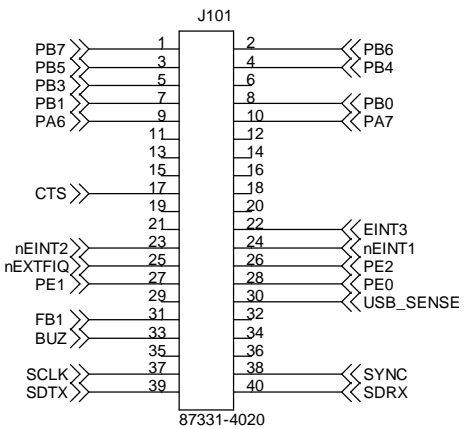 J101
PB7 1 2 PB6
PB5 3 4 PB4
PB3 5 6
PB1 7 8 PB0
PA6 9 10 PA7
11 12
13 14
15 16
CTS 17 18
19 20
21 22 EINT3
nEINT2 23 24 nEINT1
nEXTFIQ 25 26 PE2
PE1 27 28 PE0
29 30 USB_SENSE
FB1 31 32
BUZ 33 34
35 36
SCLK 37 38 SYNC
SDTX 39 40 SDRX
87331-4020